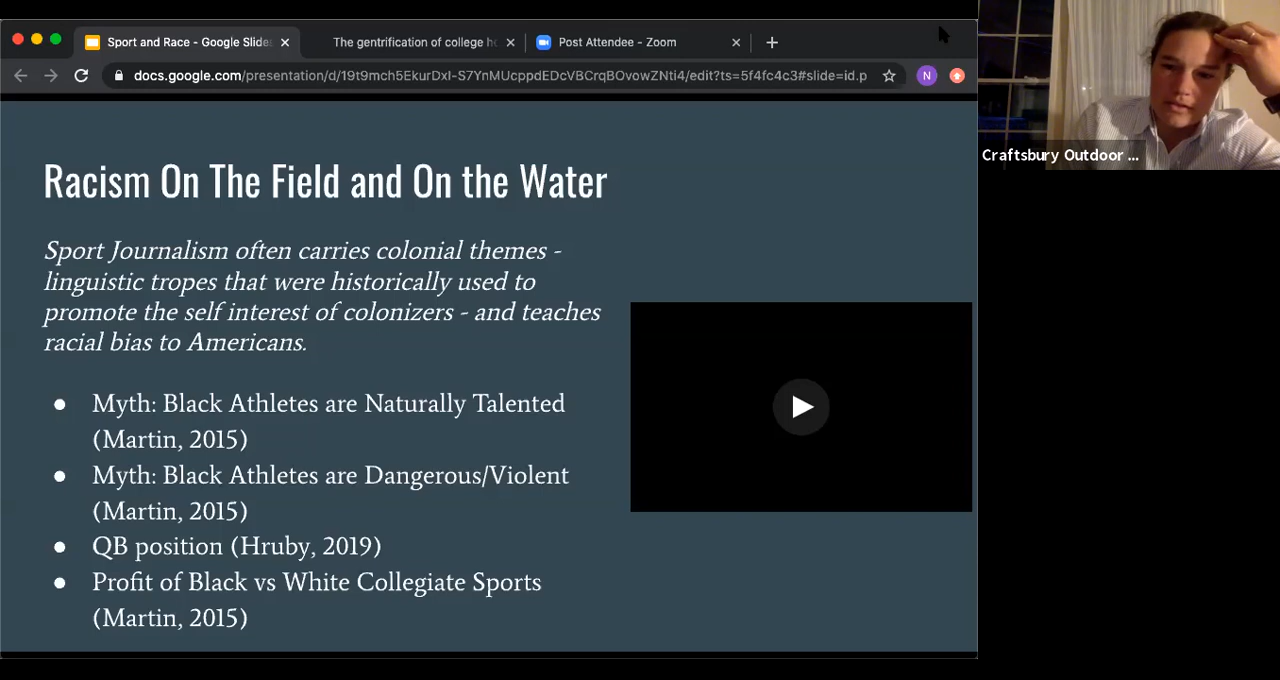 Sport and Race - Google Slides
The gentrification of college h
Post Attendee - Zoom
docs.google.com/presentation/d/19t9mch5EkurDxI-S7YnMUcppdEDcVBCrqBOvowZNti4/edit?ts=5f4fc4c3#slide=id.p
N
Craftsbury Outdoor ...
Racism On The Field and On the Water
Sport Journalism often carries colonial themes -
linguistic tropes that were historically used to
promote the self interest of colonizers - and teaches
racial bias to Americans.
● Myth: Black Athletes are Naturally Talented
(Martin, 2015)
● Myth: Black Athletes are Dangerous/Violent
(Martin, 2015)
● QB position (Hruby, 2019)
● Profit of Black vs White Collegiate Sports
(Martin, 2015)